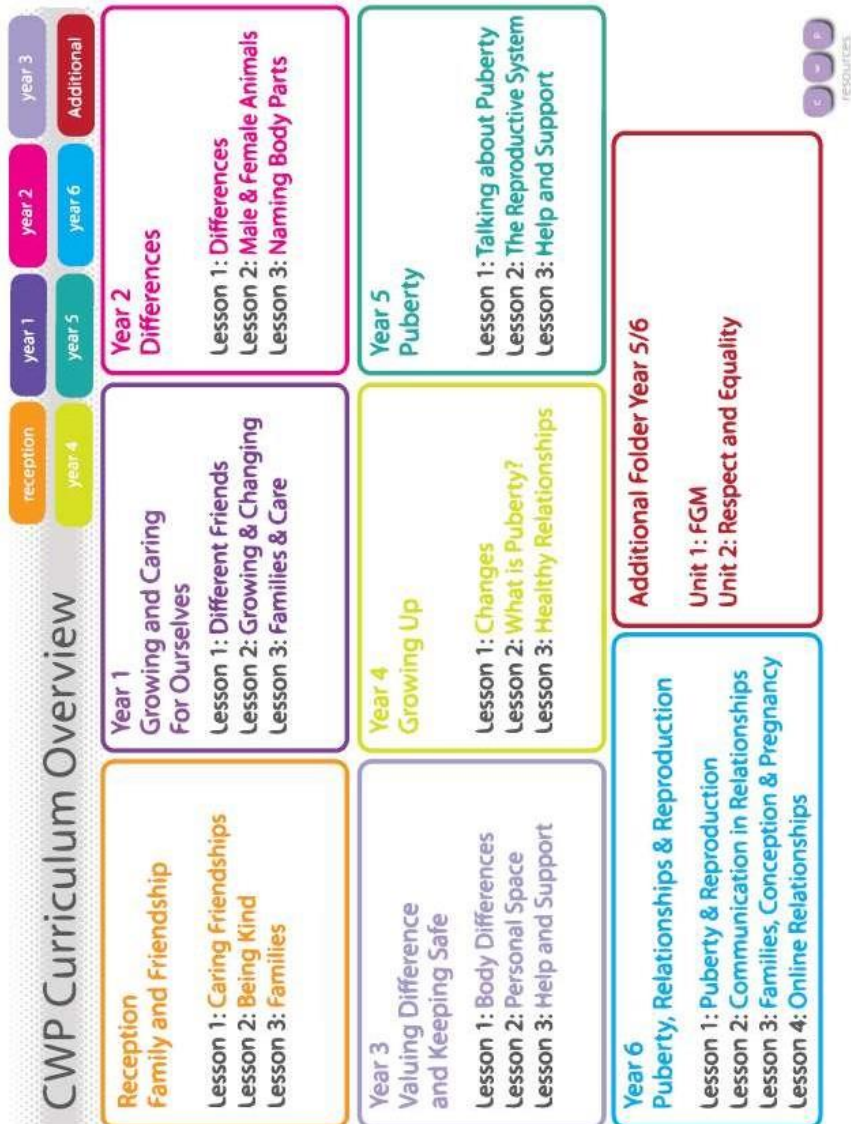 CWP Curriculum Overview
reception
year 1
year 2
year 3
year 4
year 5
year 6
Additional
Reception
Family and Friendship
Lesson 1: Caring Friendships
Lesson 2: Being Kind
Lesson 3: Families
Year 1
Growing and Caring
For Ourselves
Lesson 1: Different Friends
Lesson 2: Growing & Changing
Lesson 3: Families & Care
Year 2
Differences
Lesson 1: Differences
Lesson 2: Male & Female Animals
Lesson 3: Naming Body Parts
Year 3
Valuing Difference
and Keeping Safe
Lesson 1: Body Differences
Lesson 2: Personal Space
Lesson 3: Help and Support
Year 4
Growing Up
Lesson 1: Changes
Lesson 2: What is Puberty?
Lesson 3: Healthy Relationships
Year 5
Puberty
Lesson 1: Talking about Puberty
Lesson 2: The Reproductive System
Lesson 3: Help and Support
Year 6
Puberty, Relationships & Reproduction
Lesson 1: Puberty & Reproduction
Lesson 2: Communication in Relationships
Lesson 3: Families, Conception & Pregnancy
Lesson 4: Online Relationships
Additional Folder Year 5/6
Unit 1: FGM
Unit 2: Respect and Equality
c w p
resources